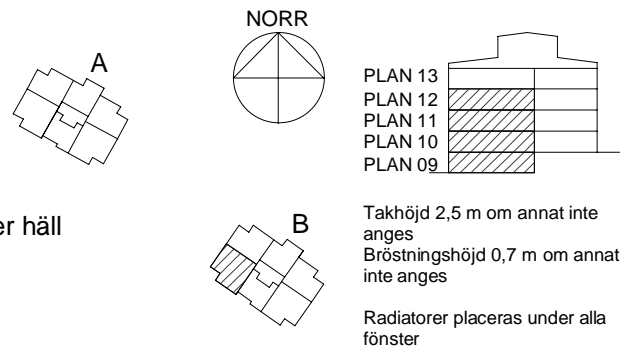 NORR
A
PLAN 13
PLAN 12
PLAN 11
PLAN 10
PLAN 09
er häll
B
Takhöjd 2,5 m om annat inte
anges
Bröstningshöjd 0,7 m om annat
inte anges
Radiatorer placeras under alla
fönster